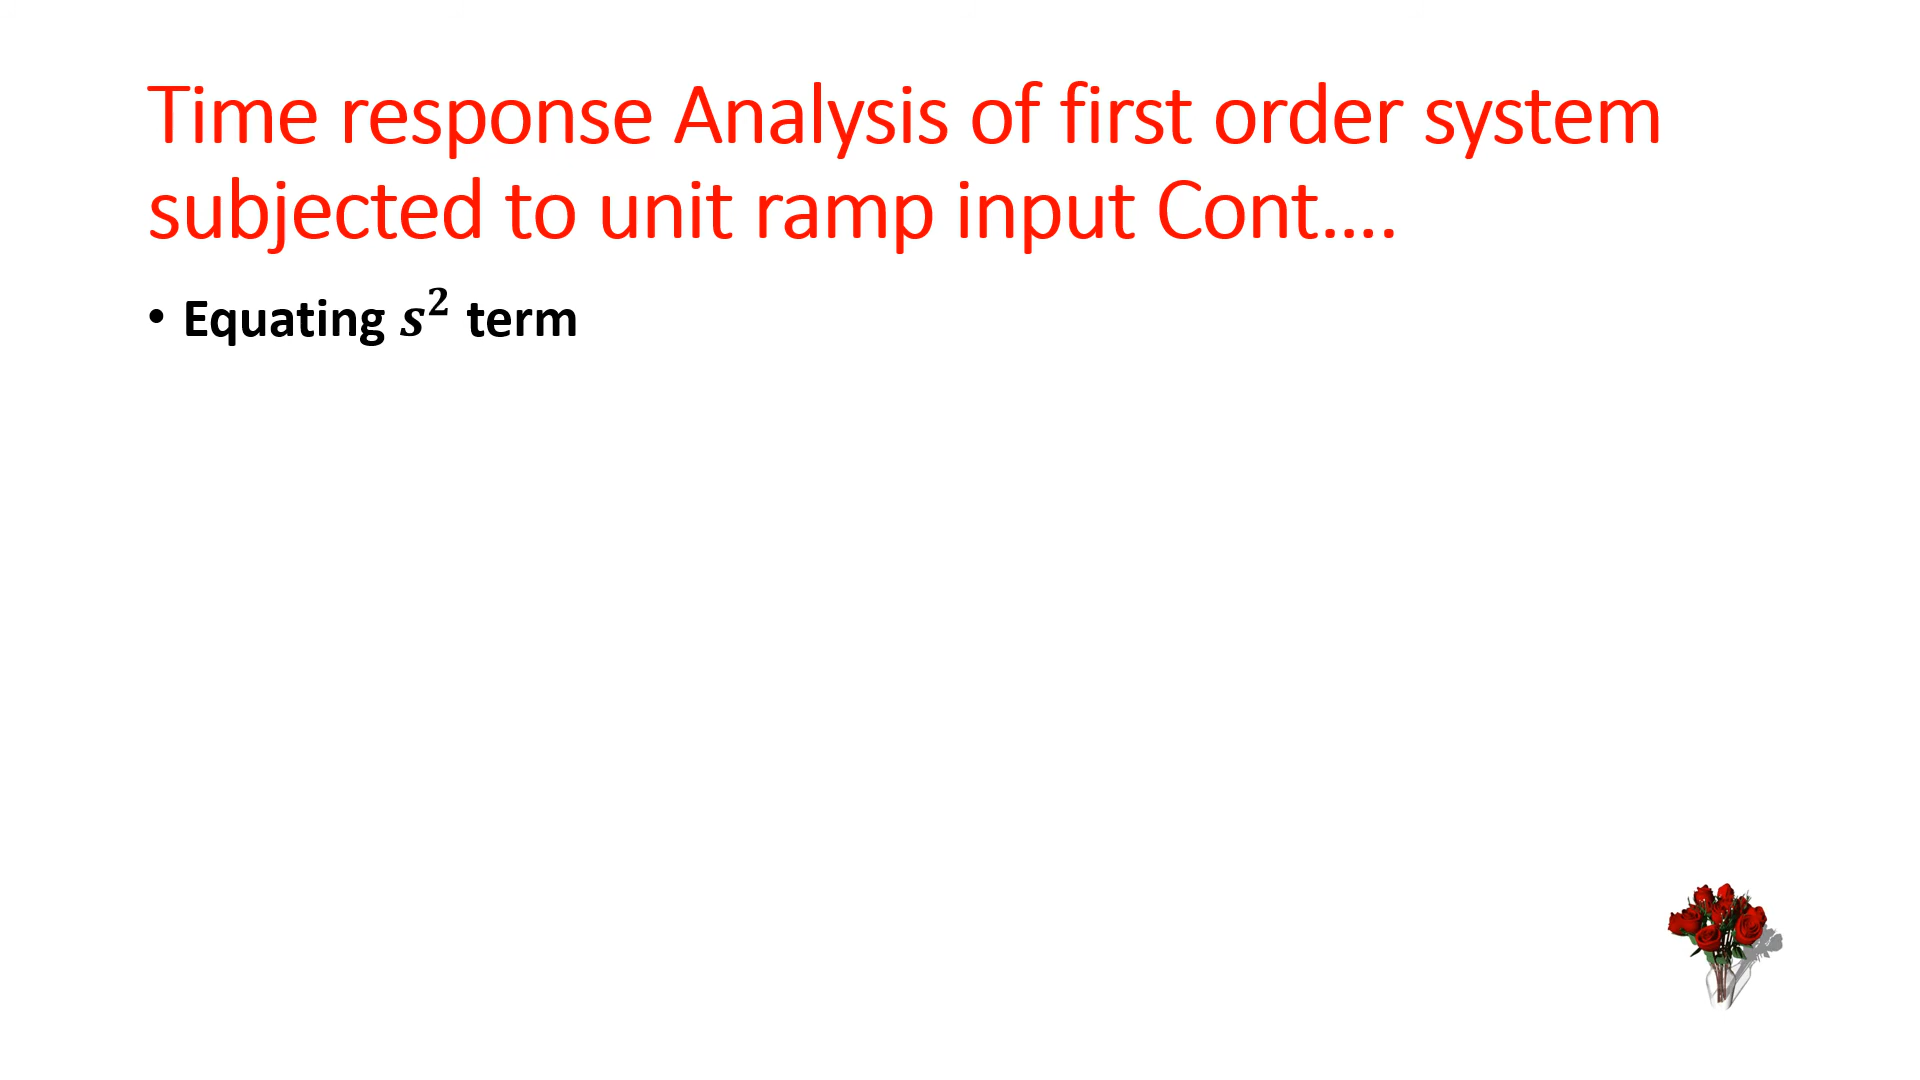 Time response Analysis of first order system
subjected to unit ramp input Cont....
• Equating s² term